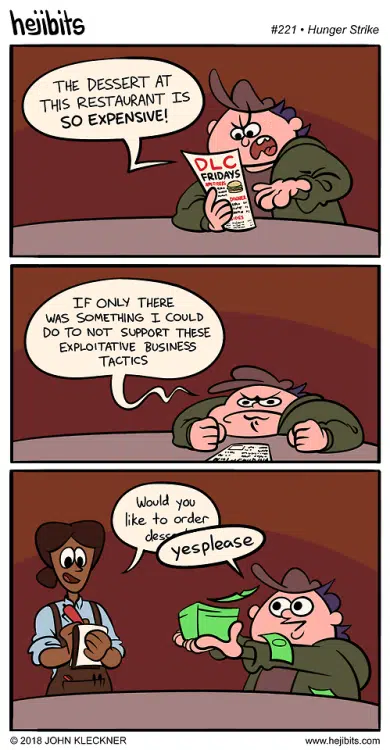 hejibits
#221 • Hunger Strike
THE DESSERT AT
THIS RESTAURANT IS
SO EXPENSIVE!
DLC
FRIDAYS
IF ONLY THERE
WAS SOMETHING I COULD
DO TO NOT SUPPORT THESE
EXPLOITATIVE BUSINESS
TACTICS
Would you
like to order
yesplease
© 2018 JOHN KLECKNER
www.hejibits.com